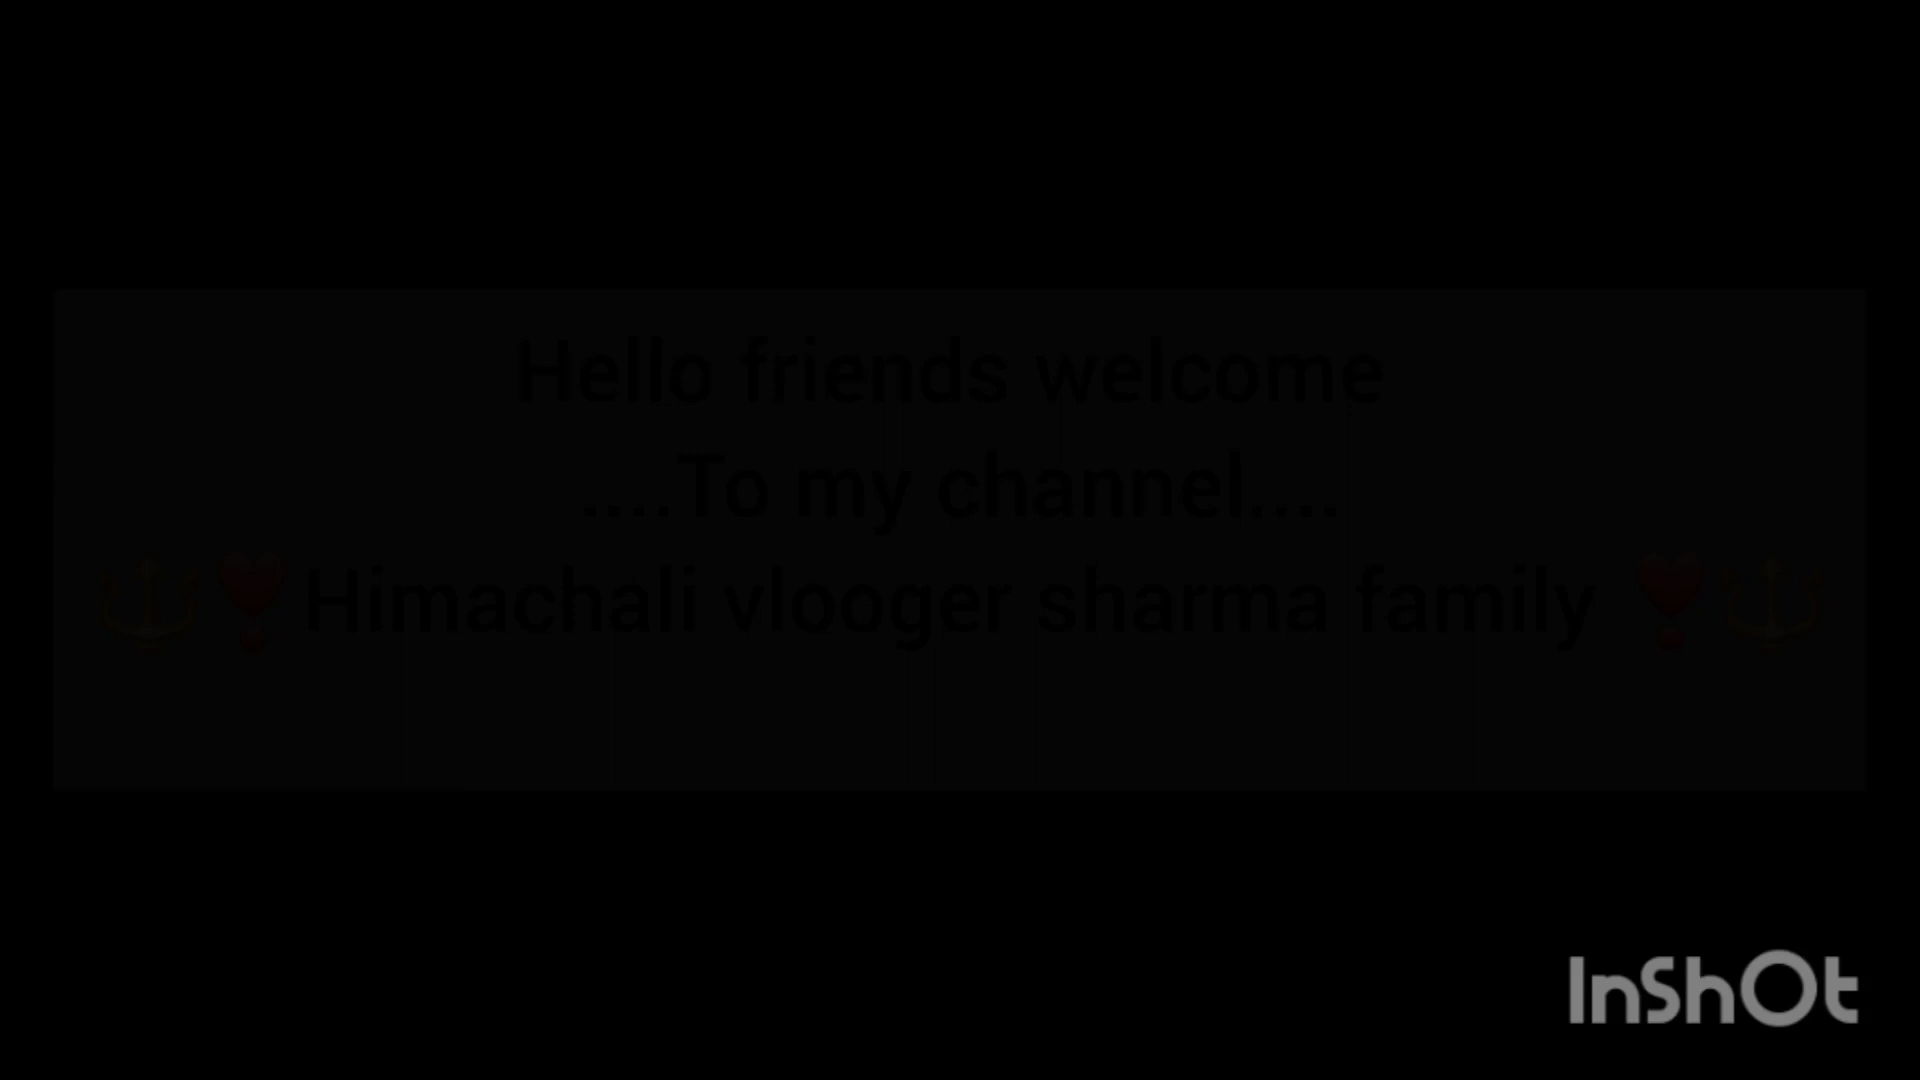 Hello friends welcome
....To my channel....
🔱❣️Himachali vlooger sharma family ❣️🔱
InShOt